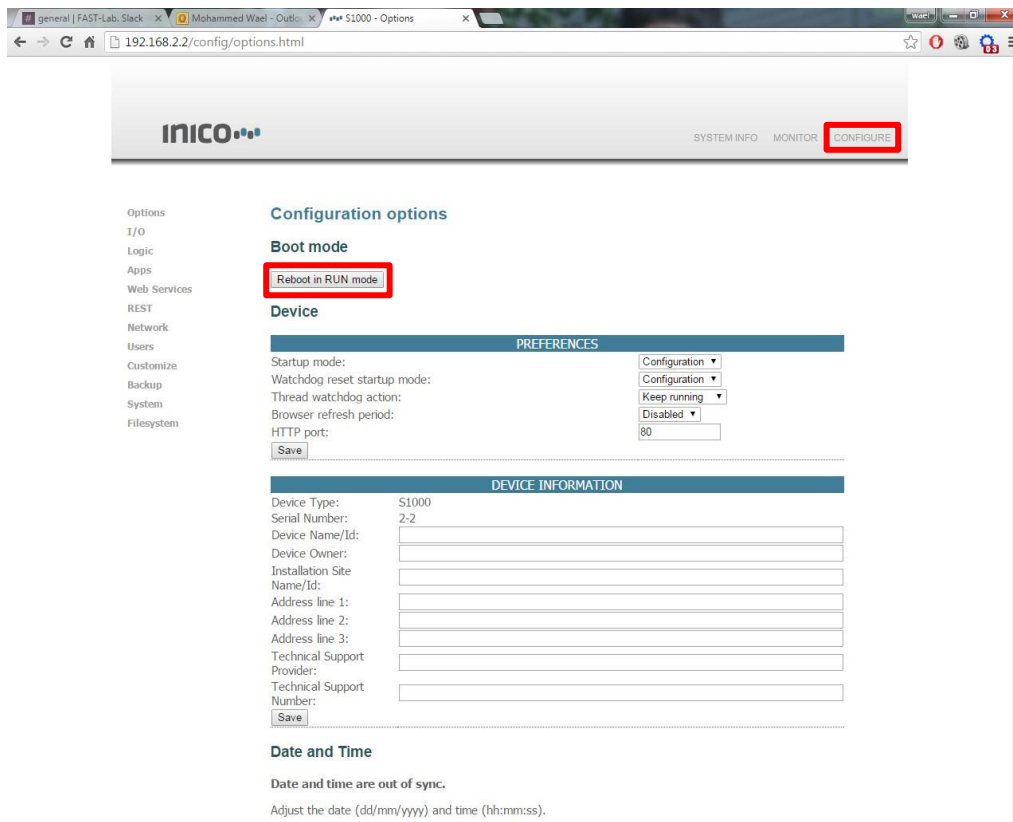 general | FAST-Lab. Slack
Mohammed Wael - Outlo
S1000 - Options
wael
192.168.2.2/config/options.html
03
INICO
SYSTEM INFO MONITOR CONFIGURE
Options
I/O
Logic
Apps
Web Services
REST
Network
Users
Customize
Backup
System
Filesystem
Configuration options
Boot mode
Reboot in RUN mode
Device
PREFERENCES
Startup mode: Configuration
Watchdog reset startup mode: Configuration
Thread watchdog action: Keep running
Browser refresh period: Disabled
HTTP port: 80
Save
DEVICE INFORMATION
Device Type: S1000
Serial Number: 2-2
Device Name/Id:
Device Owner:
Installation Site
Name/Id:
Address line 1:
Address line 2:
Address line 3:
Technical Support
Provider:
Technical Support
Number:
Save
Date and Time
Date and time are out of sync.
Adjust the date (dd/mm/yyyy) and time (hh:mm:ss).